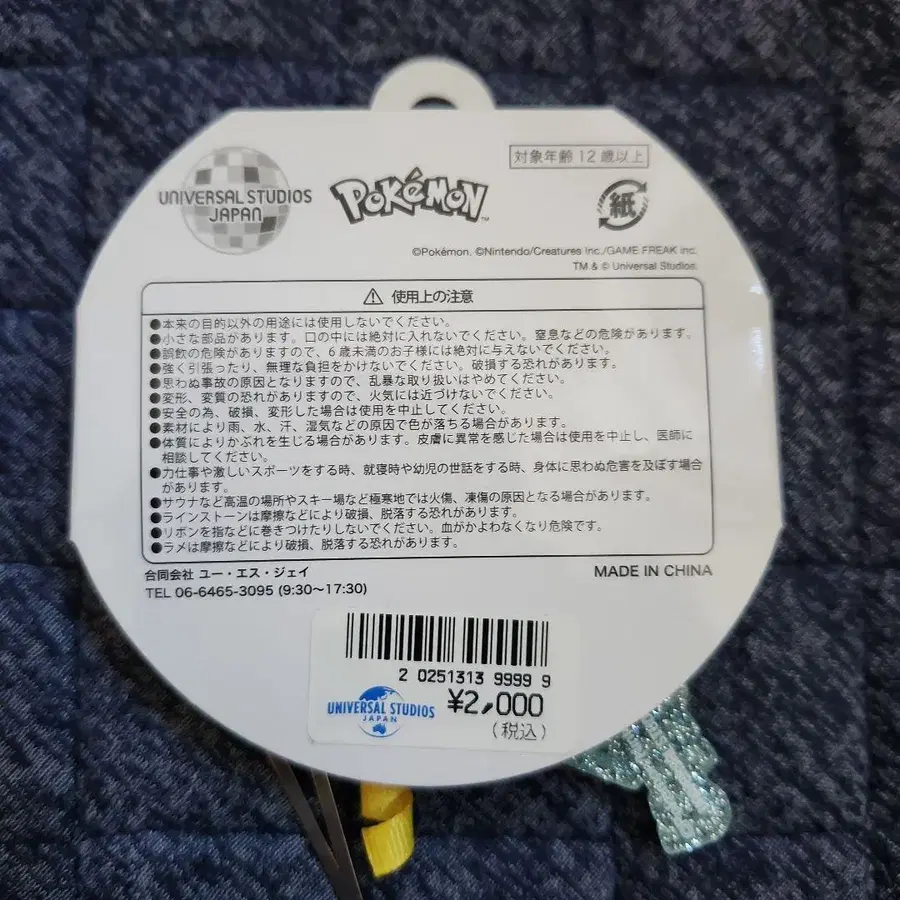 対象年齢 12 歳以上
UNIVERSAL STUDIOS
JAPAN
POKéMON
TM
紙
©Pokémon. ©Nintendo/Creatures Inc./GAME FREAK inc.
TM & © Universal Studios.
⚠ 使用上の注意
●本来の目的以外の用途には使用しないでください。
●小さな部品があります。口の中には絶対に入れないでください。窒息などの危険があります。
●誤飲の危険がありますので、6 歳未満のお子様には絶対に与えないでください。
●強く引張ったり、無理な負担をかけないでください。破損する恐れがあります。
●思わぬ事故の原因となりますので、乱暴な取り扱いはやめてください。
●変形、変質の恐れがありますので、火気には近づけないでください。
●安全の為、破損、変形した場合は使用を中止してください。
●素材により雨、水、汗、湿気などの原因で色が落ちる場合があります。
●体質によりかぶれを生じる場合があります。皮膚に異常を感じた場合は使用を中止し、医師に
相談してください。
●力仕事や激しいスポーツをする時、就寝時や幼児の世話をする時、身体に思わぬ危害を及ぼす場合
があります。
●サウナなど高温の場所やスキー場など極寒地では火傷、凍傷の原因となる場合があります。
●ラインストーンは摩擦などにより破損、脱落する恐れがあります。
●リボンを指などに巻きつけたりしないでください。血がかよわなくなり危険です。
●ラメは摩擦などにより破損、脱落する恐れがあります。
合同会社 ユー・エス・ジェイ
MADE IN CHINA
TEL 06-6465-3095 (9:30〜17:30)
2 0251313 9999 9
UNIVERSAL STUDIOS
JAPAN
¥2,000
(税込)